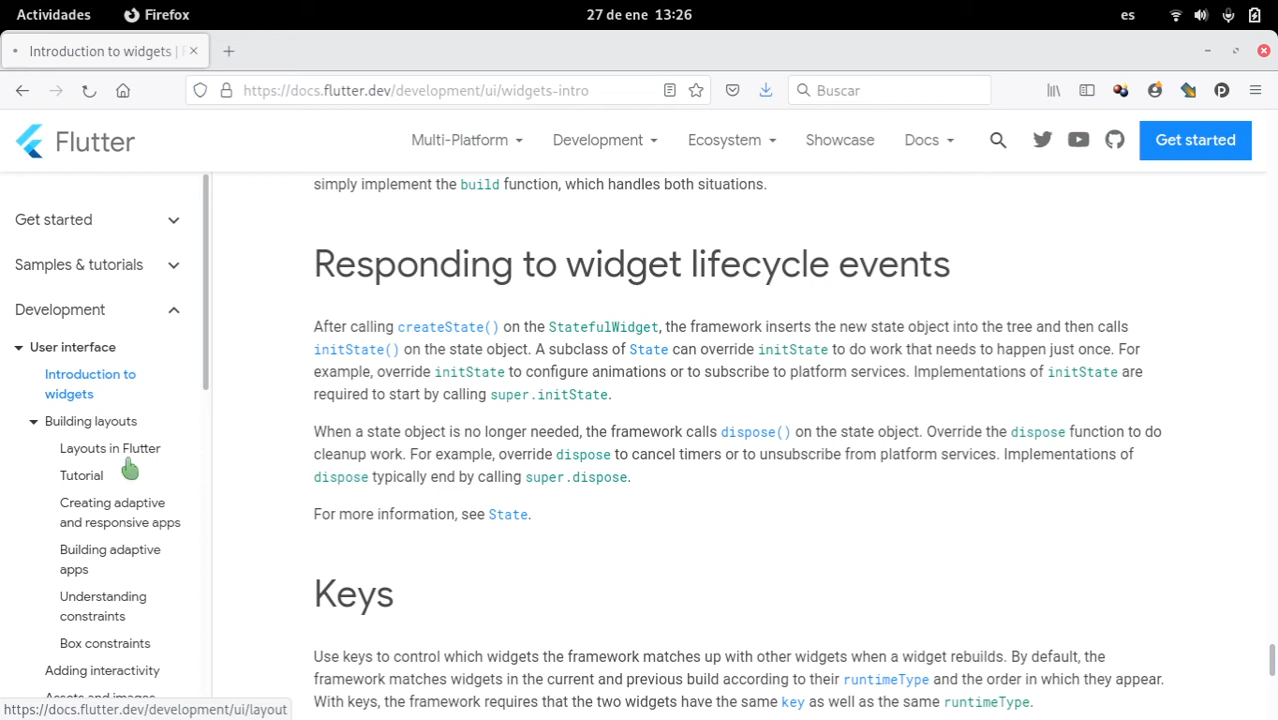 Actividades Firefox 27 de ene 13:26 es
Introduction to widgets |
https://docs.flutter.dev/development/ui/widgets-intro Buscar
Flutter Multi-Platform Development Ecosystem Showcase Docs Get started
Get started
Samples & tutorials
Development
User interface
Introduction to
widgets
Building layouts
Layouts in Flutter
Tutorial
Creating adaptive
and responsive apps
Building adaptive
apps
Understanding
constraints
Box constraints
Adding interactivity
Assets and images
https://docs.flutter.dev/development/ui/layout
simply implement the build function, which handles both situations.
Responding to widget lifecycle events
After calling createState() on the StatefulWidget, the framework inserts the new state object into the tree and then calls
initState() on the state object. A subclass of State can override initState to do work that needs to happen just once. For
example, override initState to configure animations or to subscribe to platform services. Implementations of initState are
required to start by calling super.initState.
When a state object is no longer needed, the framework calls dispose() on the state object. Override the dispose function to do
cleanup work. For example, override dispose to cancel timers or to unsubscribe from platform services. Implementations of
dispose typically end by calling super.dispose.
For more information, see State.
Keys
Use keys to control which widgets the framework matches up with other widgets when a widget rebuilds. By default, the
framework matches widgets in the current and previous build according to their runtimeType and the order in which they appear.
With keys, the framework requires that the two widgets have the same key as well as the same runtimeType.